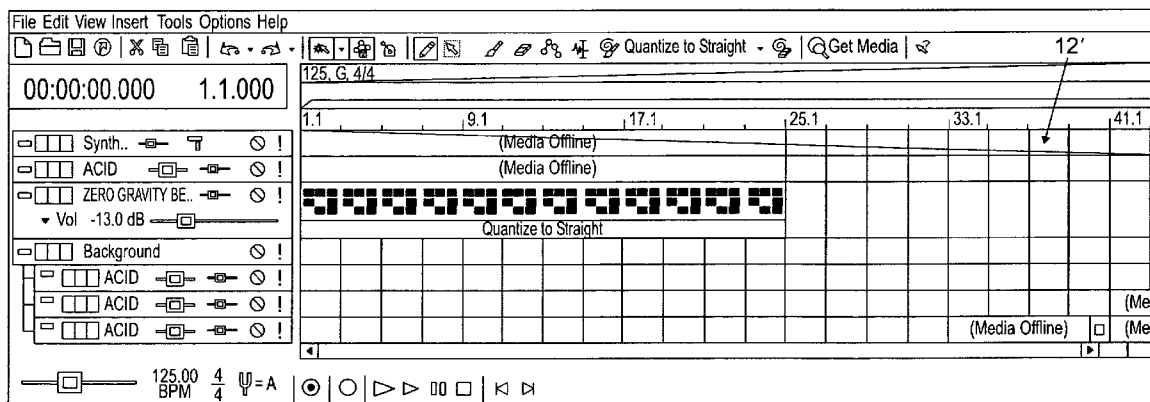 File Edit View Insert Tools Options Help
Quantize to Straight Get Media
12'
00:00:00.000 1.1.000
125, G, 4/4
1.1 9.1 17.1 25.1 33.1 41.1
Synth.. !
(Media Offline)
ACID !
(Media Offline)
ZERO GRAVITY BE.. !
Vol -13.0 dB
Quantize to Straight
Background !
ACID !
ACID !
(Me
ACID !
(Media Offline) (Me
125.00 BPM 4/4 =A